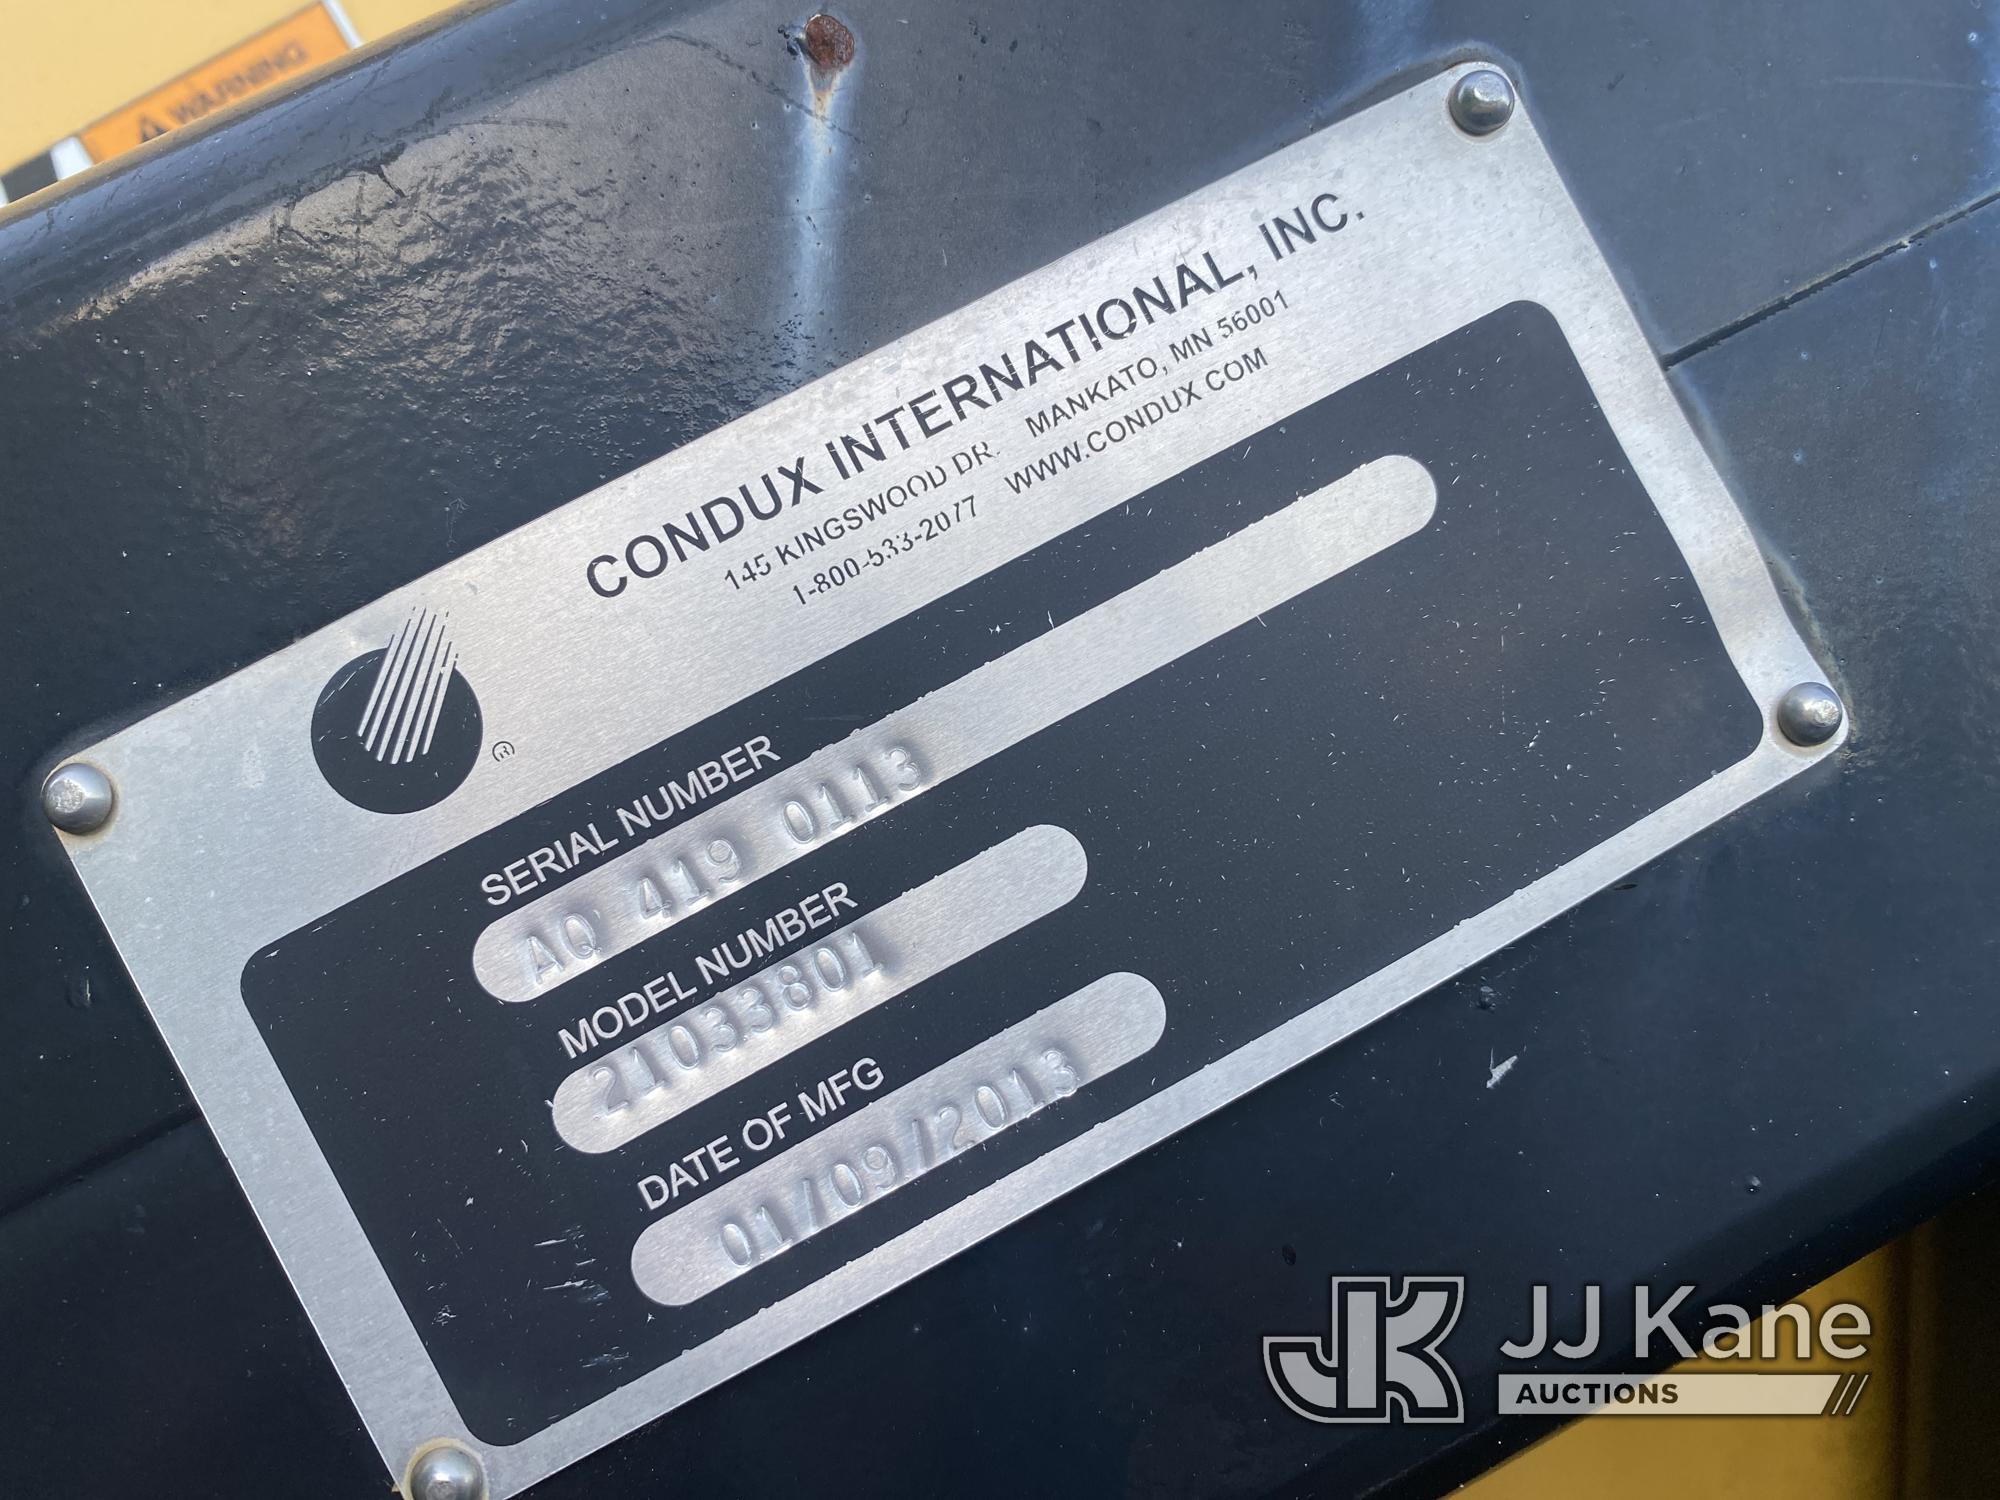 ⚠ WARNING
CONDUX INTERNATIONAL, INC.
145 KINGSWOOD DR. MANKATO, MN 56001
1-800-533-2077 WWW.CONDUX.COM
®
SERIAL NUMBER
AQ 419 0113
MODEL NUMBER
21033801
DATE OF MFG
01/09/2013
JK JJ Kane
AUCTIONS